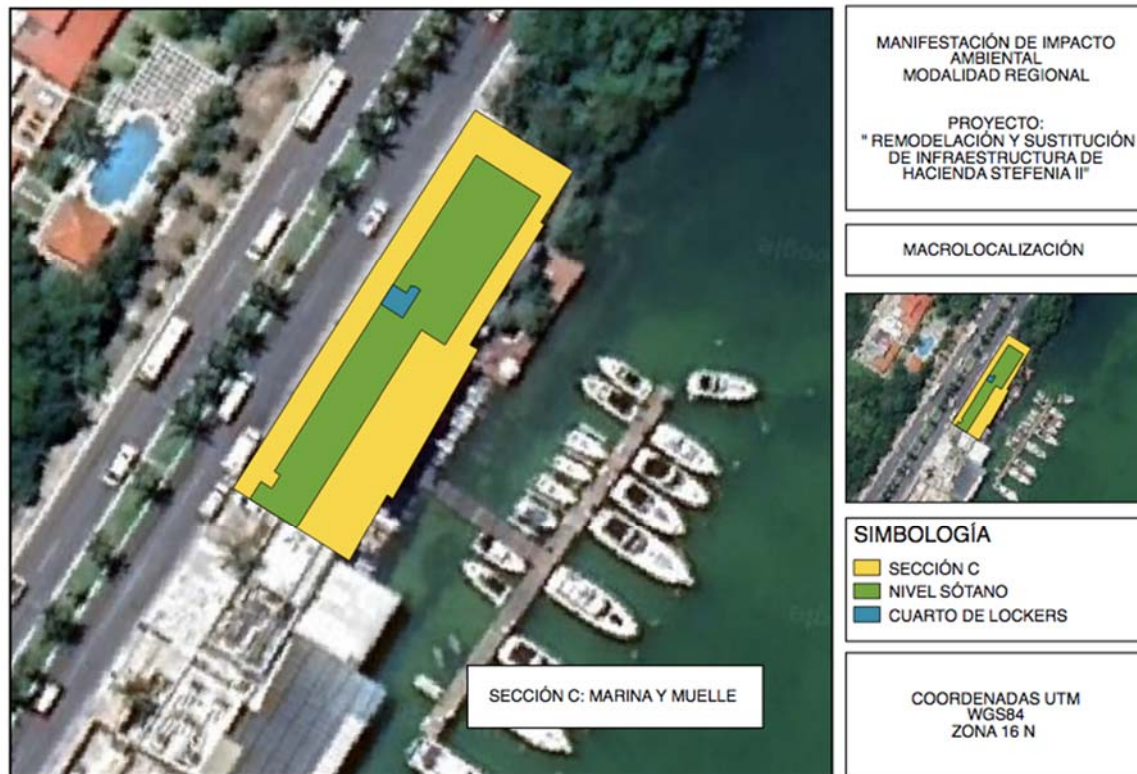 MANIFESTACIÓN DE IMPACTO
AMBIENTAL
MODALIDAD REGIONAL
PROYECTO:
" REMODELACIÓN Y SUSTITUCIÓN
DE INFRAESTRUCTURA DE
HACIENDA STEFENIA II"
MACROLOCALIZACIÓN
SIMBOLOGÍA
SECCIÓN C
NIVEL SÓTANO
CUARTO DE LOCKERS
SECCIÓN C: MARINA Y MUELLE
COORDENADAS UTM
WGS84
ZONA 16 N